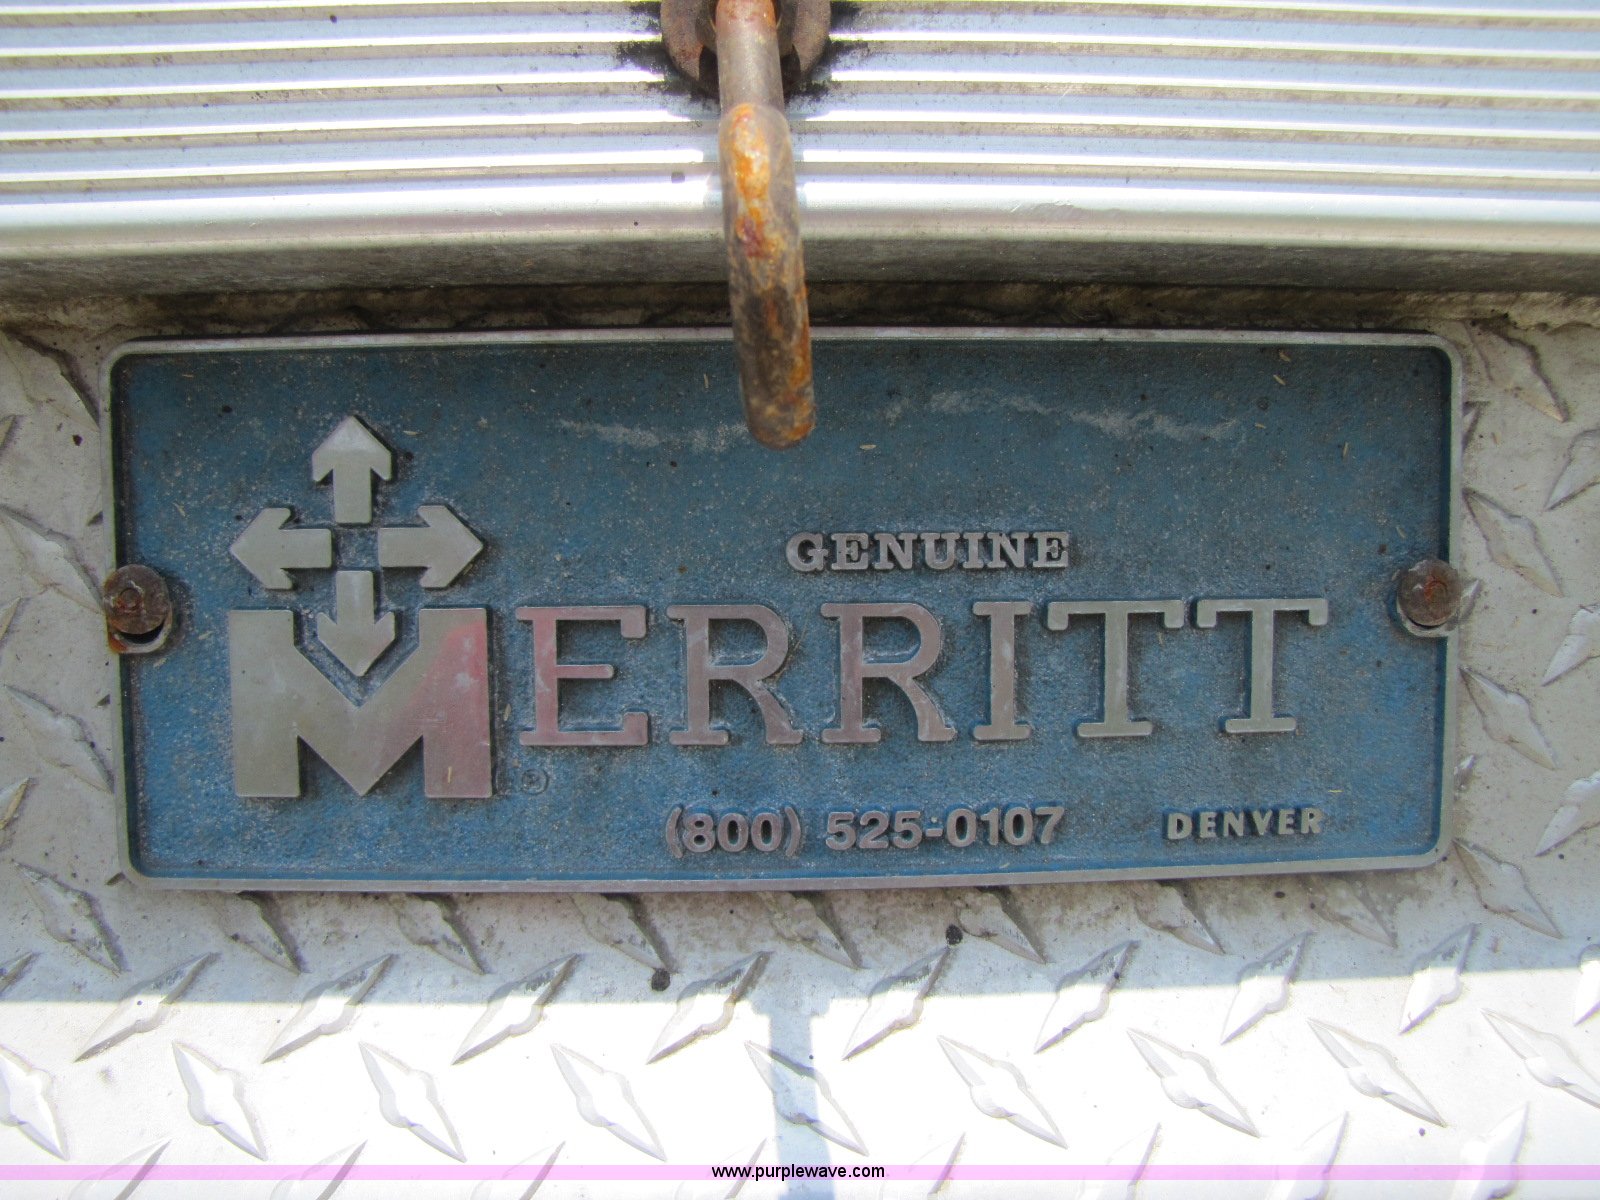 GENUINE
MERRITT
®
(800) 525-0107 DENVER
www.purplewave.com